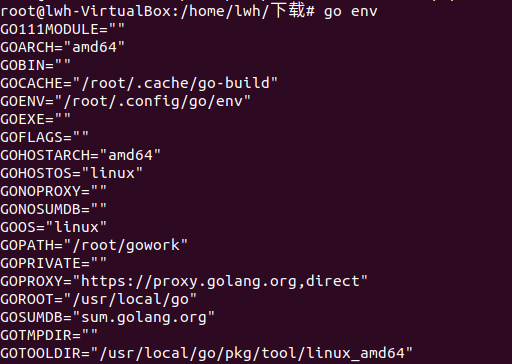 root@lwh-VirtualBox:/home/lwh/下载# go env
GO111MODULE=""
GOARCH="amd64"
GOBIN=""
GOCACHE="/root/.cache/go-build"
GOENV="/root/.config/go/env"
GOEXE=""
GOFLAGS=""
GOHOSTARCH="amd64"
GOHOSTOS="linux"
GONOPROXY=""
GONOSUMDB=""
GOOS="linux"
GOPATH="/root/gowork"
GOPRIVATE=""
GOPROXY="https://proxy.golang.org,direct"
GOROOT="/usr/local/go"
GOSUMDB="sum.golang.org"
GOTMPDIR=""
GOTOOLDIR="/usr/local/go/pkg/tool/linux_amd64"